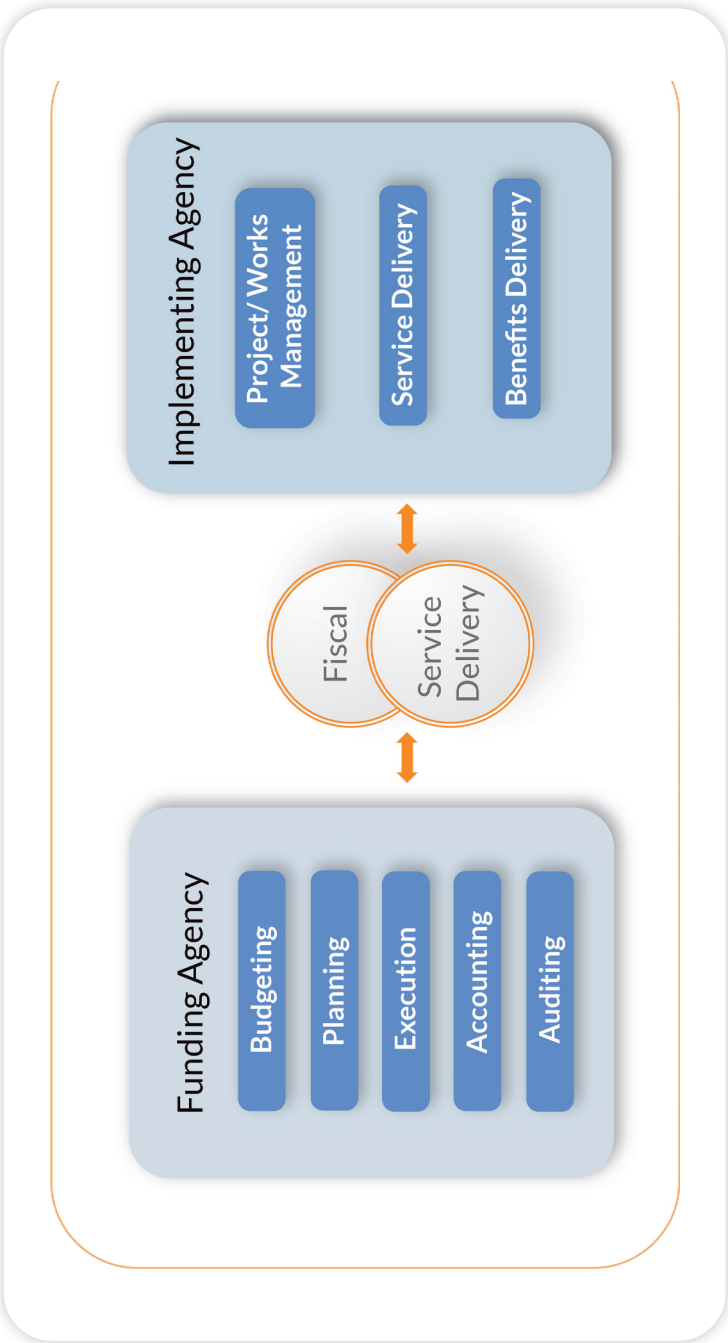 Funding Agency
Budgeting
Planning
Execution
Accounting
Auditing
Fiscal
Service
Delivery
Implementing Agency
Project/ Works
Management
Service Delivery
Benefits Delivery